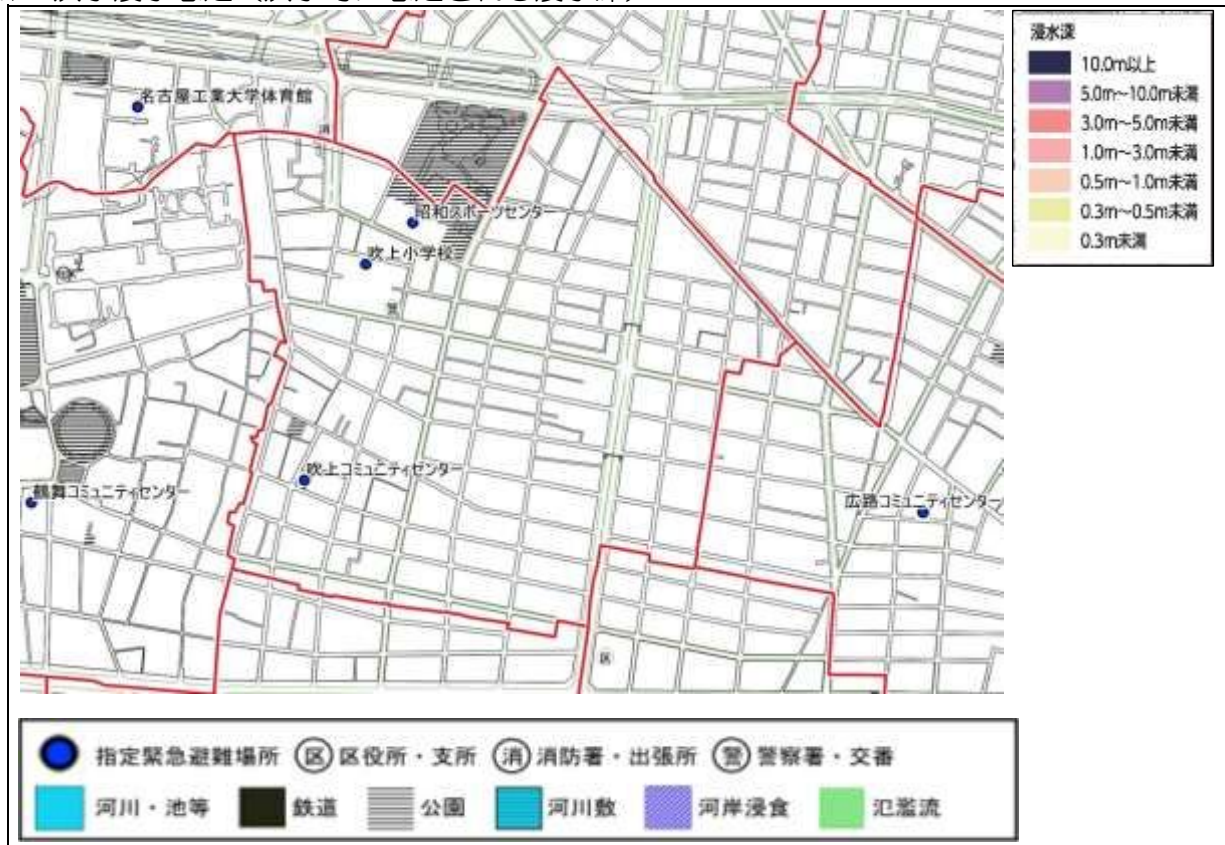 浸水深
10.0m以上
5.0m～10.0m未満
3.0m～5.0m未満
1.0m～3.0m未満
0.5m～1.0m未満
0.3m～0.5m未満
0.3m未満
名古屋工業大学体育館
消
昭和スポーツセンター
吹上小学校
警
吹上コミュニティセンター
鶴舞コミュニティセンター
広路コミュニティセンター
区
指定緊急避難場所 区 区役所・支所 消 消防署・出張所 警 警察署・交番
河川・池等 鉄道 公園 河川敷 河岸浸食 氾濫流